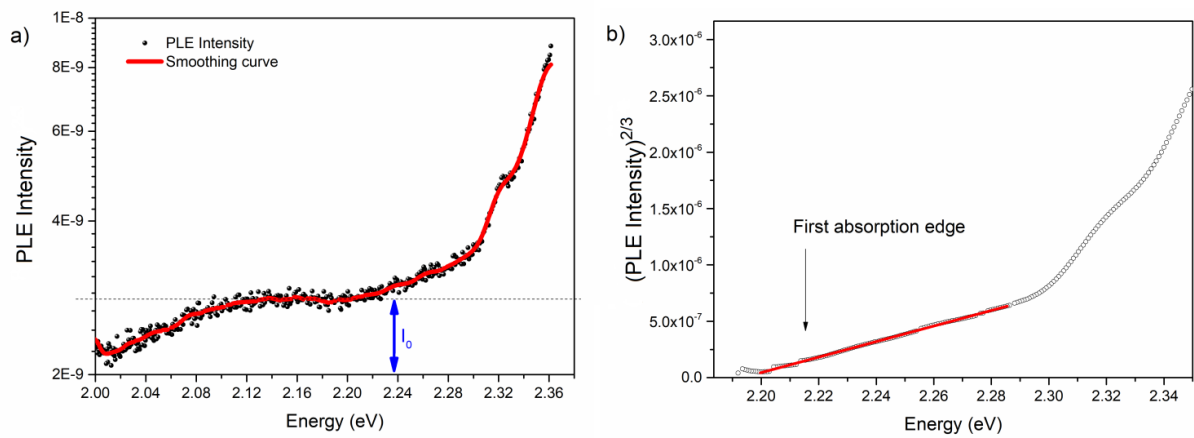 a)
PLE Intensity
Smoothing curve
1E-8
8E-9
6E-9
4E-9
2E-9
PLE Intensity
I₀
2.00 2.04 2.08 2.12 2.16 2.20 2.24 2.28 2.32 2.36
Energy (eV)
b)
3.0x10⁻⁶
2.5x10⁻⁶
2.0x10⁻⁶
1.5x10⁻⁶
1.0x10⁻⁶
5.0x10⁻⁷
0.0
(PLE Intensity)²ᐟ³
First absorption edge
2.20 2.22 2.24 2.26 2.28 2.30 2.32 2.34
Energy (eV)